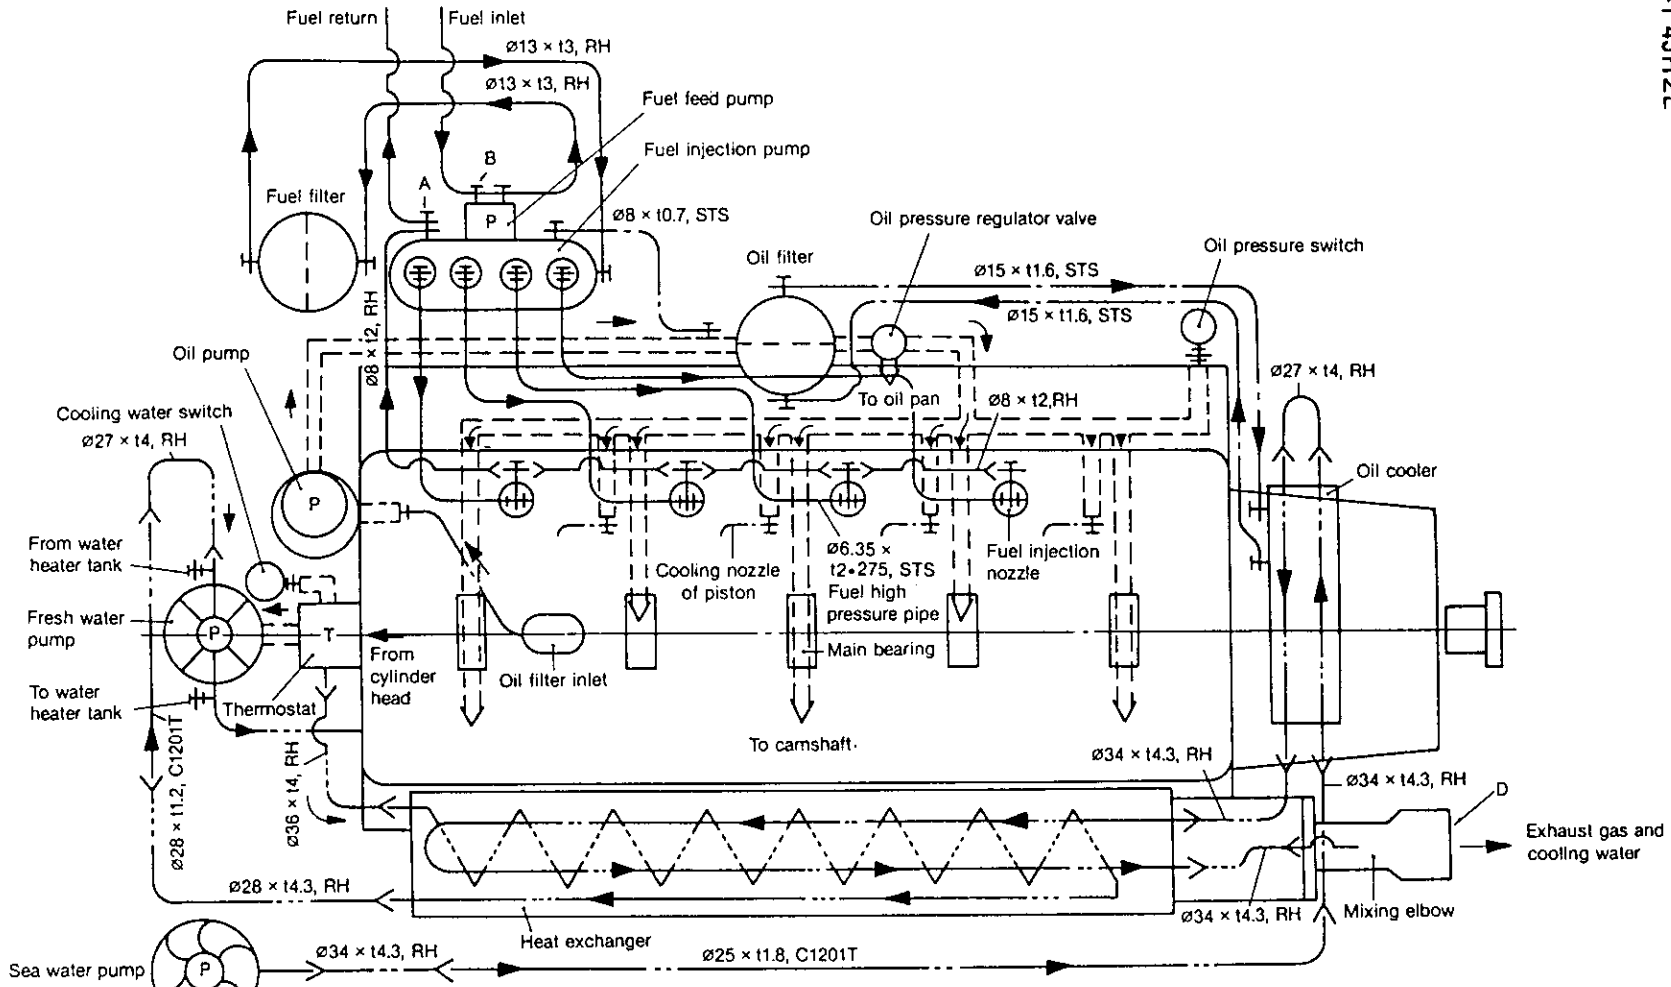 Fuel return
Fuel inlet
Ø13 × t3, RH
Ø13 × t3, RH
Fuel feed pump
Fuel injection pump
B
A
Fuel filter
P
Ø8 × t0.7, STS
Oil pressure regulator valve
Oil pressure switch
Oil filter
Ø15 × t1.6, STS
Ø15 × t1.6, STS
Ø8 × t2, RH
Oil pump
To oil pan
Ø8 × t2,RH
Ø27 × t4, RH
Cooling water switch
Ø27 × t4, RH
Oil cooler
P
From water
heater tank
Cooling nozzle
of piston
Ø6.35 ×
t2•275, STS
Fuel high
pressure pipe
Fuel injection
nozzle
Fresh water
pump
P
T
From
cylinder
head
Oil filter inlet
Main bearing
To water
heater tank
Thermostat
To camshaft.
Ø28 × t1.2, C1201T
Ø36 × t4, RH
Ø34 × t4.3, RH
Ø34 × t4.3, RH
D
Exhaust gas and
cooling water
Ø28 × t4.3, RH
Heat exchanger
Ø34 × t4.3, RH
Mixing elbow
Sea water pump
P
Ø34 × t4.3, RH
Ø25 × t1.8, C1201T